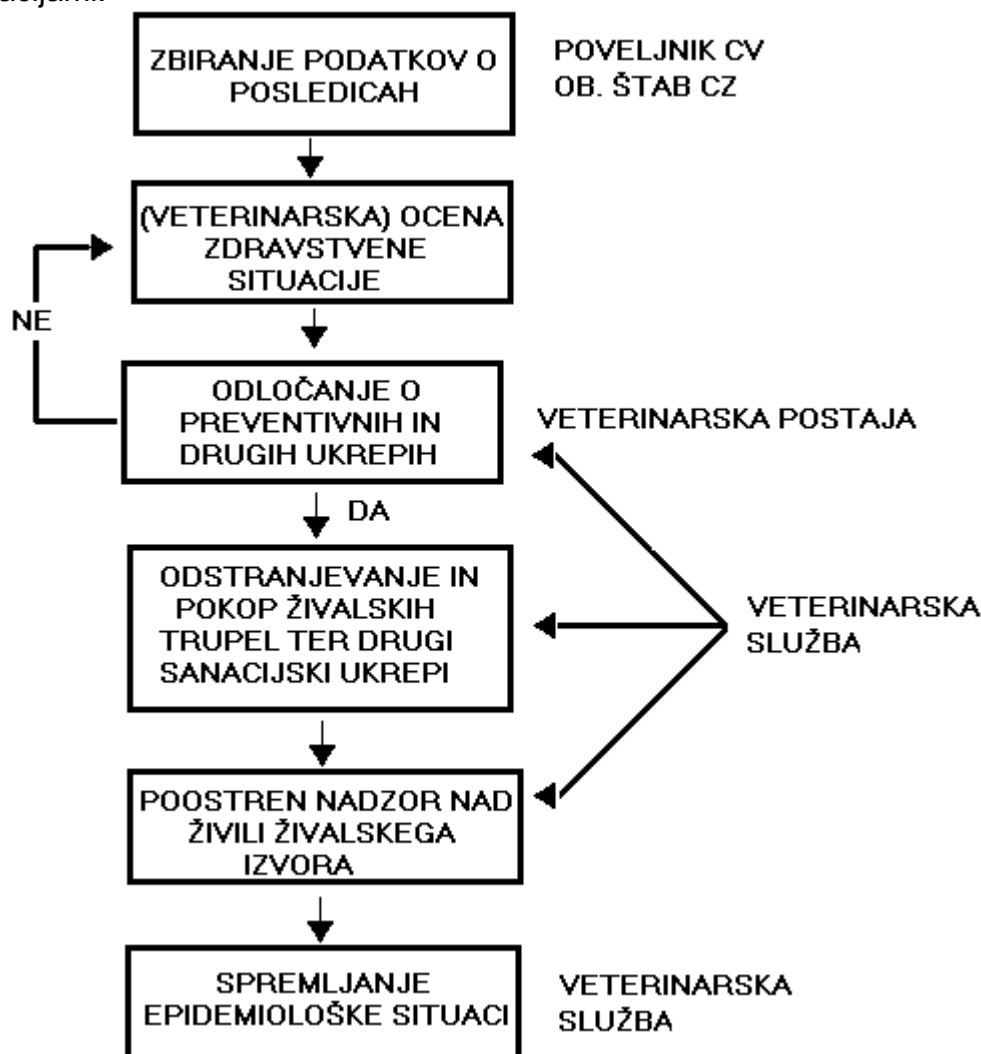 ZBIRANJE PODATKOV O
POSLEDICAH
POVELJNIK CV
OB. ŠTAB CZ
(VETERINARSKA) OCENA
ZDRAVSTVENE
SITUACIJE
NE
ODLOČANJE O
PREVENTIVNIH IN
DRUGIH UKREPIH
VETERINARSKA POSTAJA
DA
ODSTRANJEVANJE IN
POKOP ŽIVALSKIH
TRUPEL TER DRUGI
SANACIJSKI UKREPI
VETERINARSKA
SLUŽBA
POOSTREN NADZOR NAD
ŽIVILI ŽIVALSKEGA
IZVORA
SPREMLJANJE
EPIDEMIOLOŠKE SITUACI
VETERINARSKA
SLUŽBA